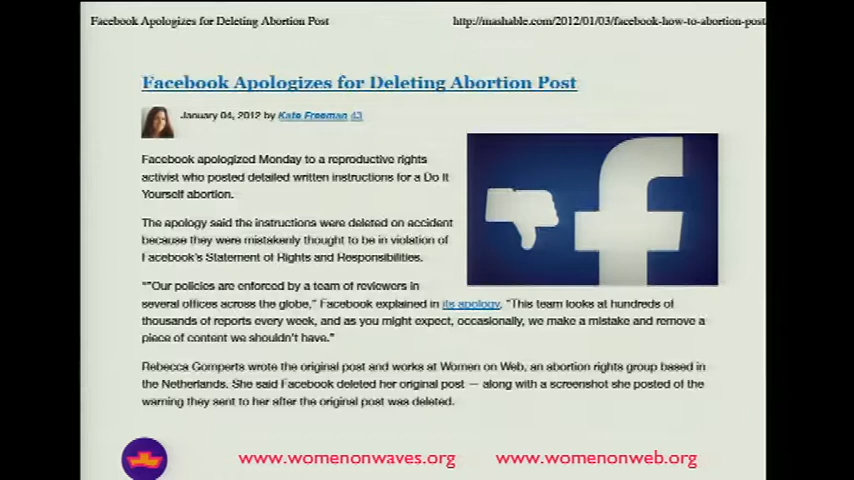 Facebook Apologizes for Deleting Abortion Post
http://mashable.com/2012/01/03/facebook-how-to-abortion-post
Facebook Apologizes for Deleting Abortion Post
January 04, 2012 by Kate Freeman 43
Facebook apologized Monday to a reproductive rights
activist who posted detailed written instructions for a Do It
Yourself abortion.
The apology said the instructions were deleted on accident
because they were mistakenly thought to be in violation of
Facebook's Statement of Rights and Responsibilities.
"“Our policies are enforced by a team of reviewers in
several offices across the globe,” Facebook explained in its apology. “This team looks at hundreds of
thousands of reports every week, and as you might expect, occasionally, we make a mistake and remove a
piece of content we shouldn't have.”
Rebecca Gomperts wrote the original post and works at Women on Web, an abortion rights group based in
the Netherlands. She said Facebook deleted her original post — along with a screenshot she posted of the
warning they sent to her after the original post was deleted.
www.womenonwaves.org
www.womenonweb.org